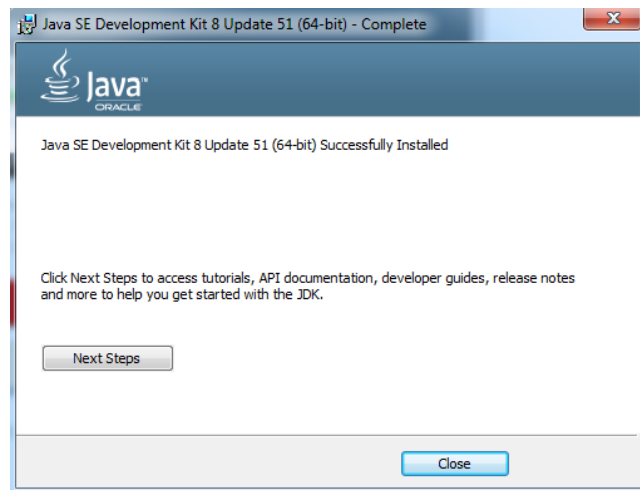 Java SE Development Kit 8 Update 51 (64-bit) - Complete
Java™
ORACLE
Java SE Development Kit 8 Update 51 (64-bit) Successfully Installed
Click Next Steps to access tutorials, API documentation, developer guides, release notes
and more to help you get started with the JDK.
Next Steps
Close